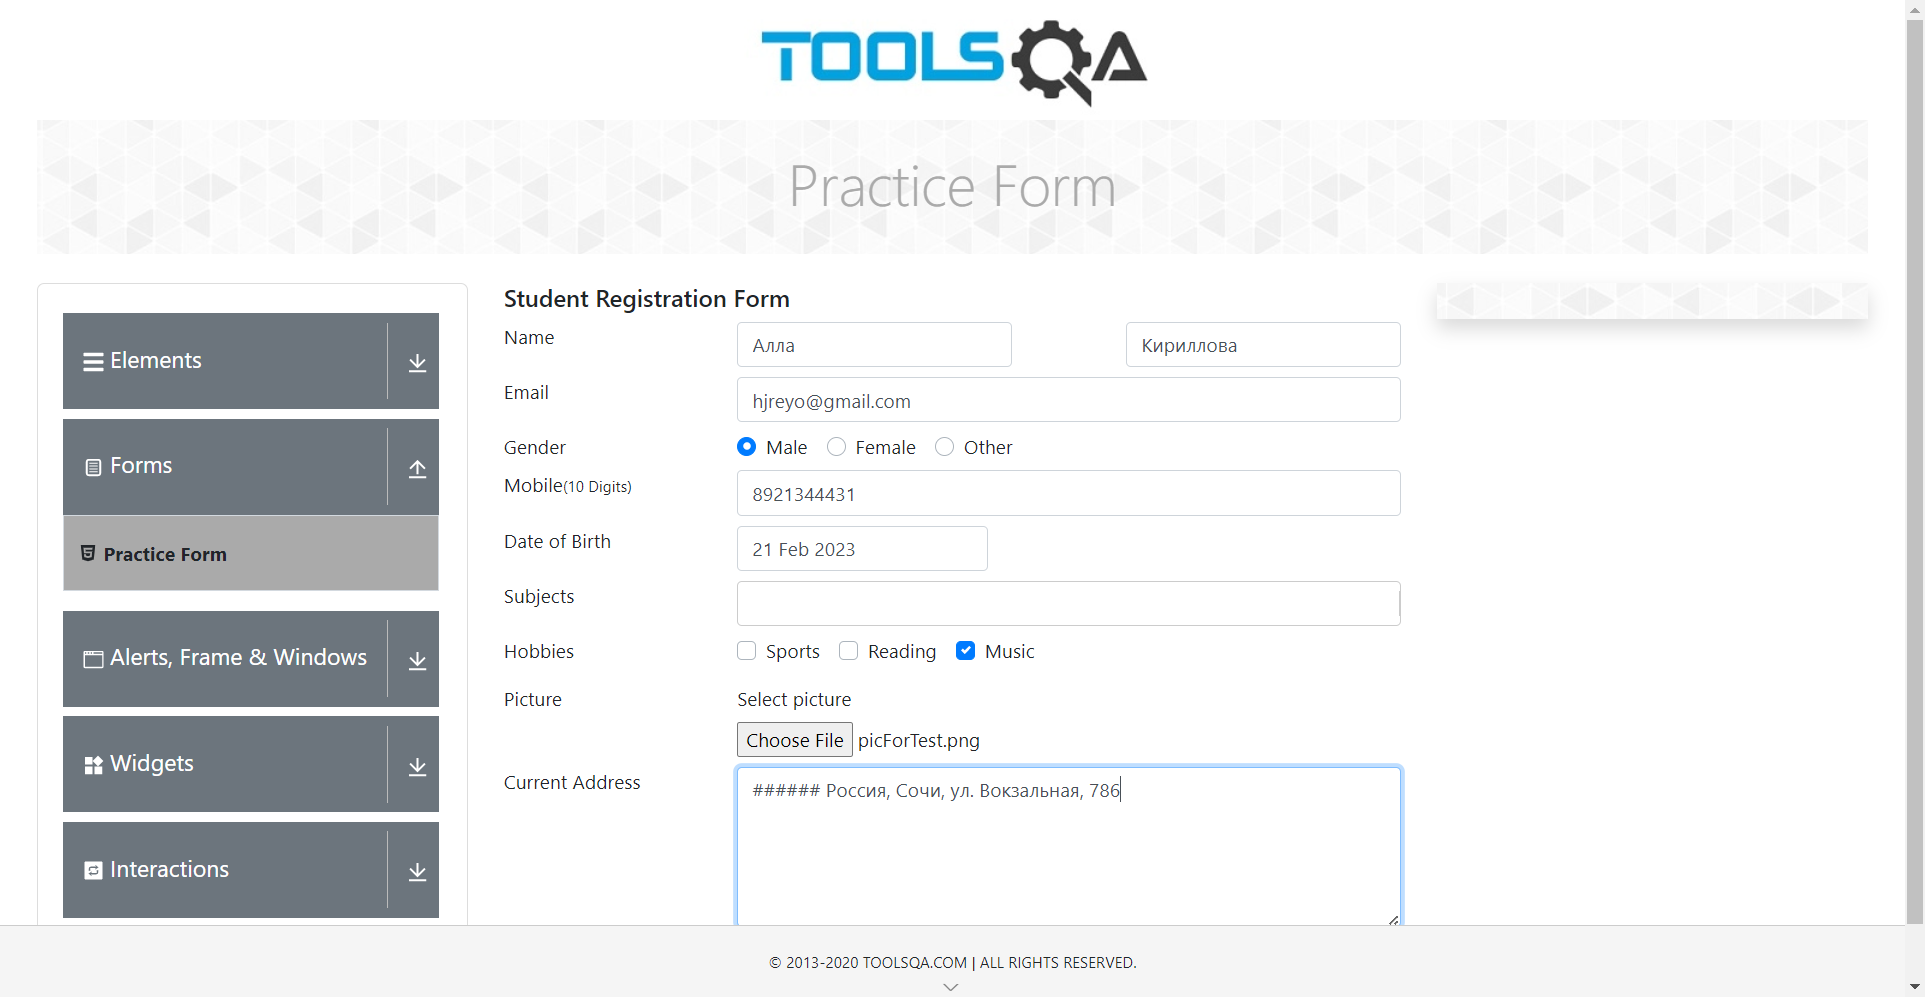 TOOLSQA
Practice Form
Elements
Forms
Practice Form
Alerts, Frame & Windows
Widgets
Interactions
Student Registration Form
Name Алла Кириллова
Email hjreyo@gmail.com
Gender Male Female Other
Mobile(10 Digits) 8921344431
Date of Birth 21 Feb 2023
Subjects
Hobbies Sports Reading Music
Picture Select picture
Choose File picForTest.png
Current Address ###### Россия, Сочи, ул. Вокзальная, 786
© 2013-2020 TOOLSQA.COM | ALL RIGHTS RESERVED.